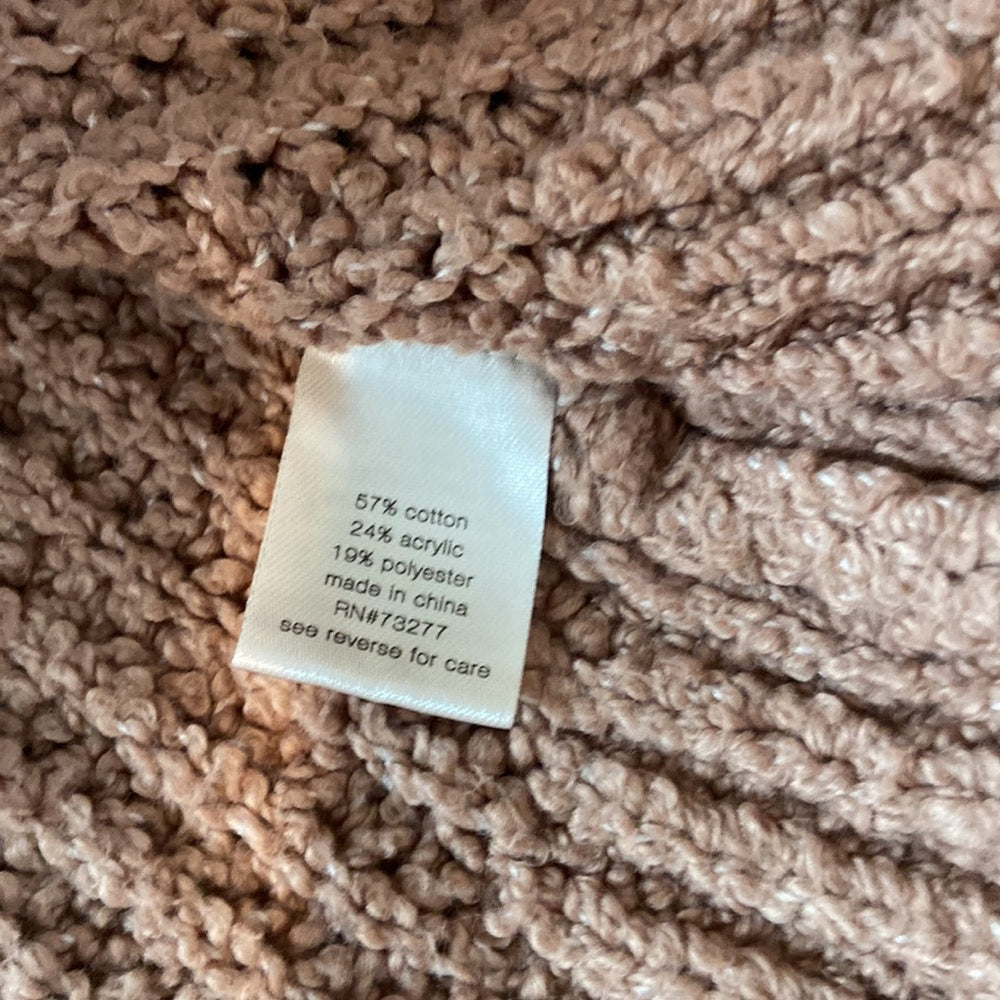 57% cotton
24% acrylic
19% polyester
made in china
RN#73277
see reverse for care